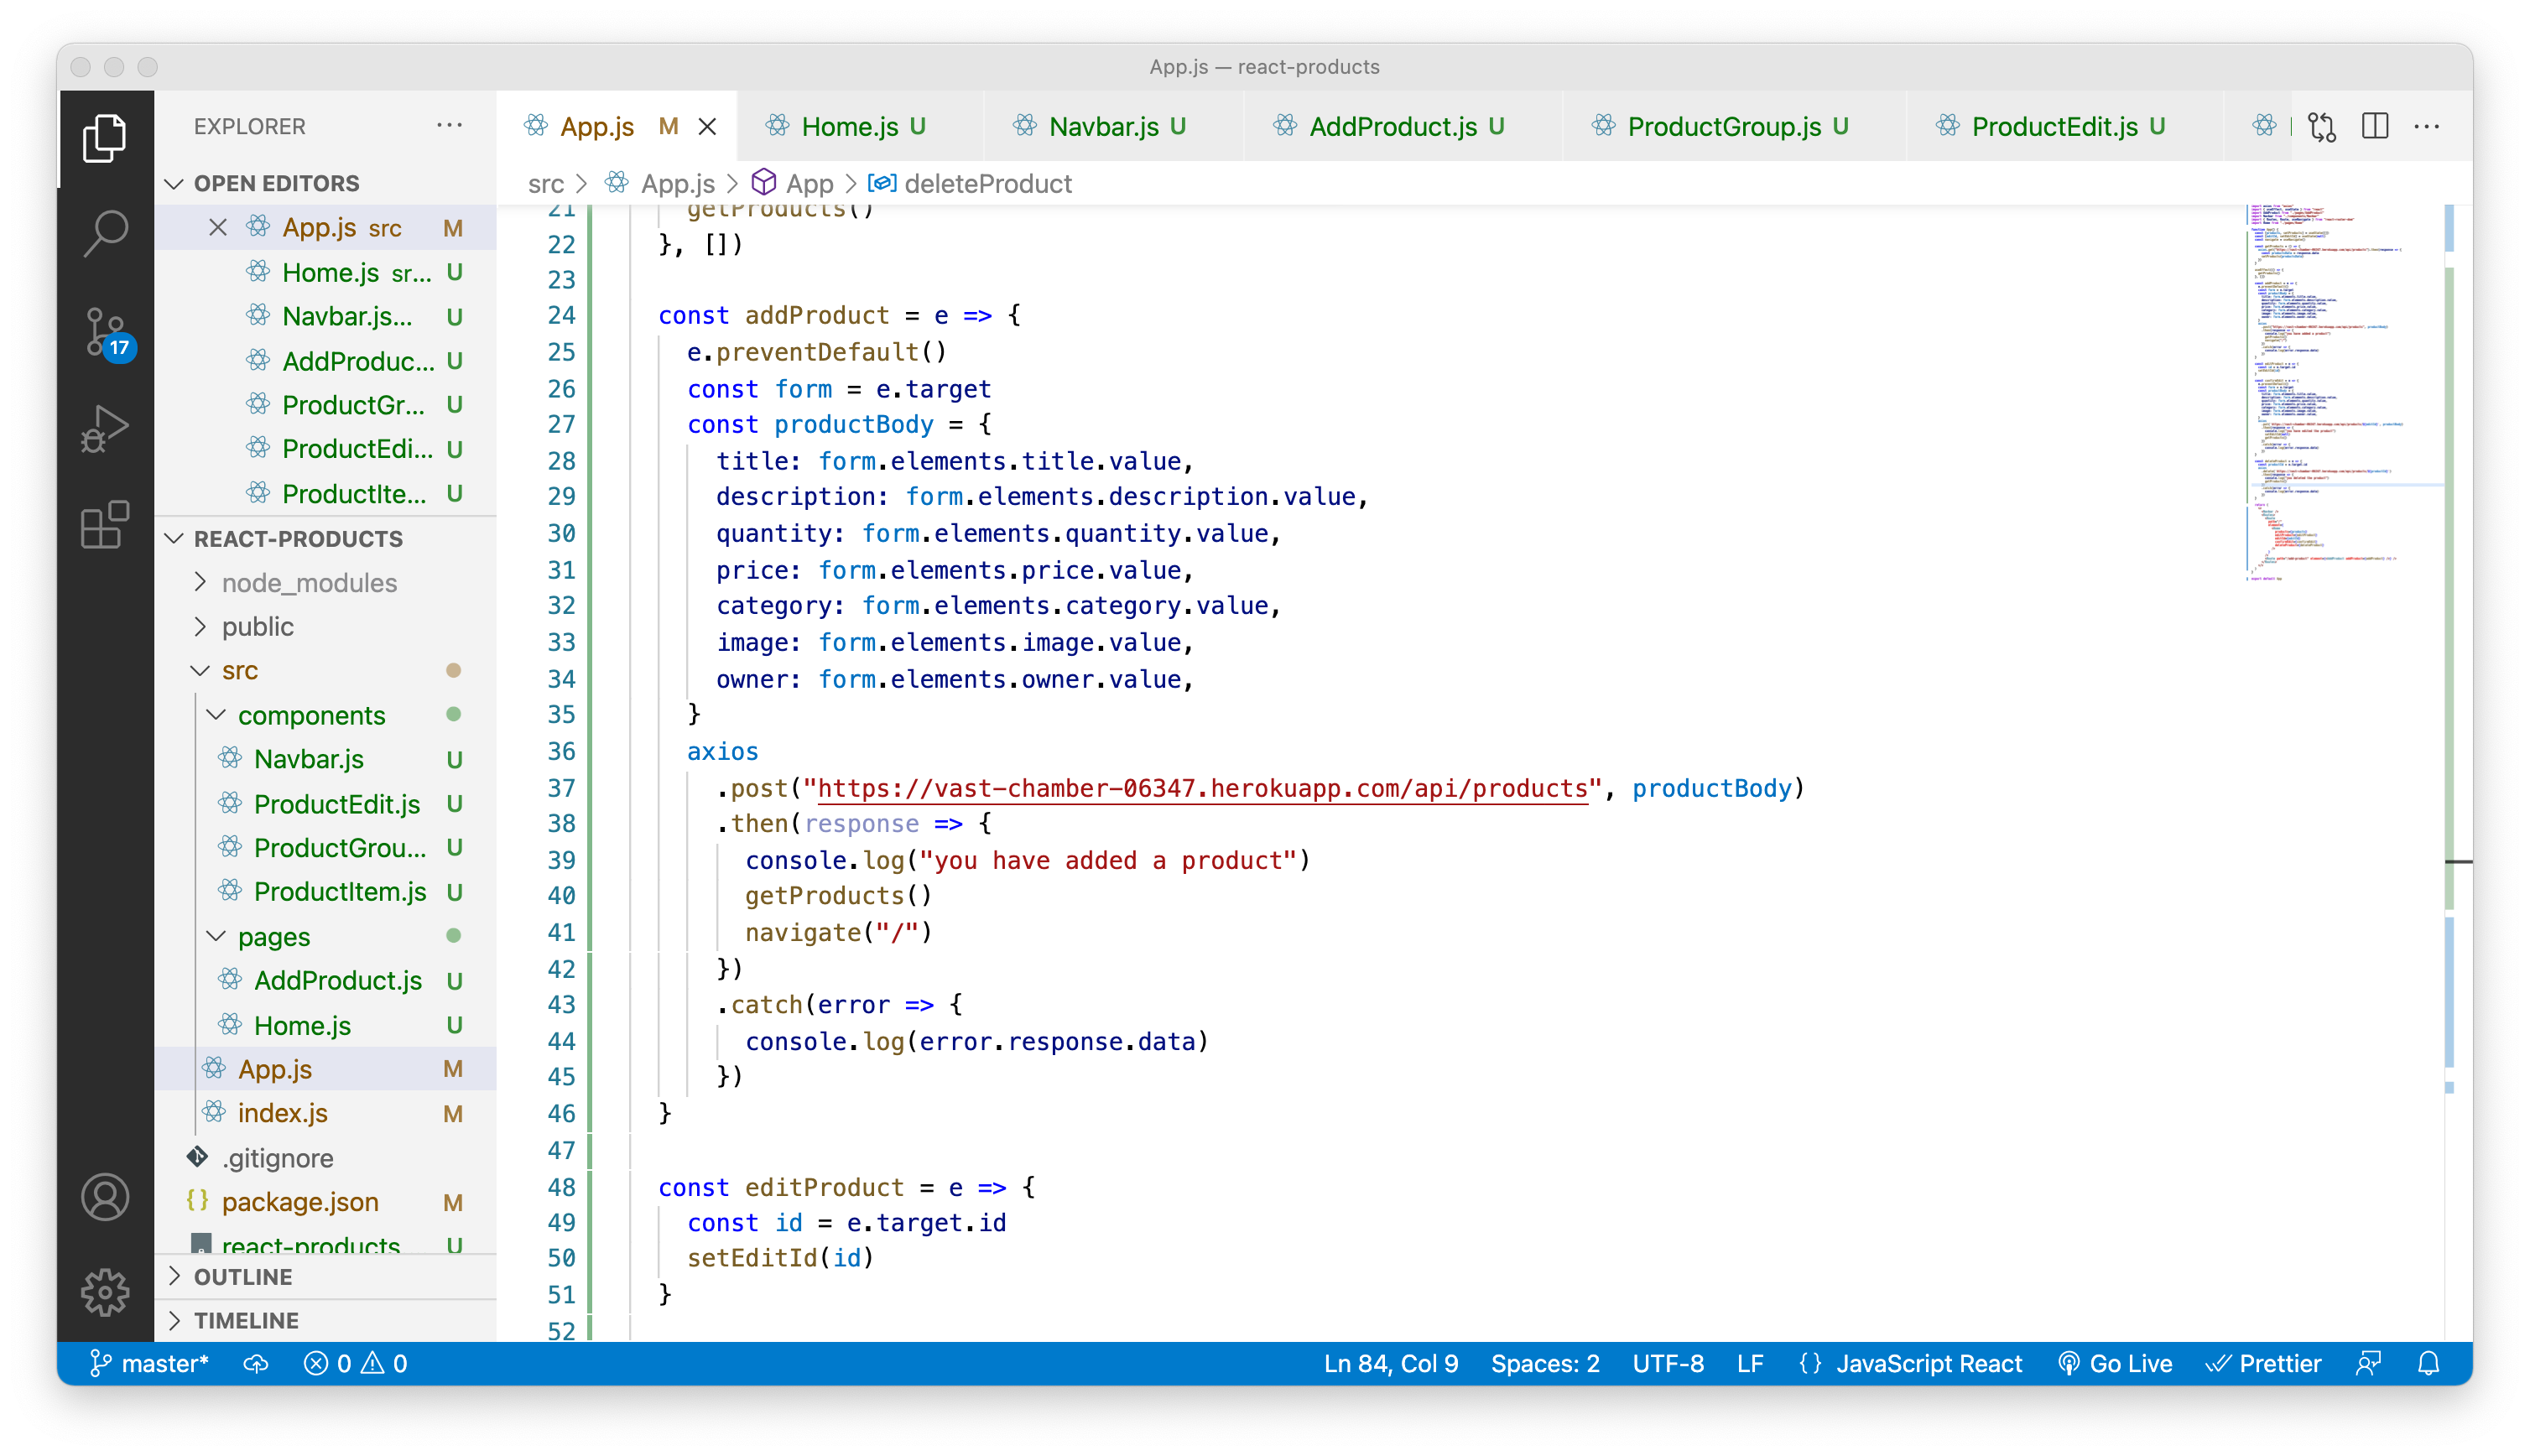 App.js — react-products
EXPLORER
App.js M
Home.js U
Navbar.js U
AddProduct.js U
ProductGroup.js U
ProductEdit.js U
OPEN EDITORS
App.js src M
Home.js sr... U
Navbar.js... U
AddProduc... U
ProductGr... U
ProductEdi... U
ProductIte... U
REACT-PRODUCTS
node_modules
public
src
components
Navbar.js U
ProductEdit.js U
ProductGrou... U
ProductItem.js U
pages
AddProduct.js U
Home.js U
App.js M
index.js M
.gitignore
package.json M
react-products U
OUTLINE
TIMELINE
17
src > App.js > App > deleteProduct
21 getProducts()
22 }, [])
23
24 const addProduct = e => {
25 e.preventDefault()
26 const form = e.target
27 const productBody = {
28 title: form.elements.title.value,
29 description: form.elements.description.value,
30 quantity: form.elements.quantity.value,
31 price: form.elements.price.value,
32 category: form.elements.category.value,
33 image: form.elements.image.value,
34 owner: form.elements.owner.value,
35 }
36 axios
37 .post("https://vast-chamber-06347.herokuapp.com/api/products", productBody)
38 .then(response => {
39 console.log("you have added a product")
40 getProducts()
41 navigate("/")
42 })
43 .catch(error => {
44 console.log(error.response.data)
45 })
46 }
47
48 const editProduct = e => {
49 const id = e.target.id
50 setEditId(id)
51 }
52
master* 0 0 Ln 84, Col 9 Spaces: 2 UTF-8 LF {} JavaScript React Go Live Prettier